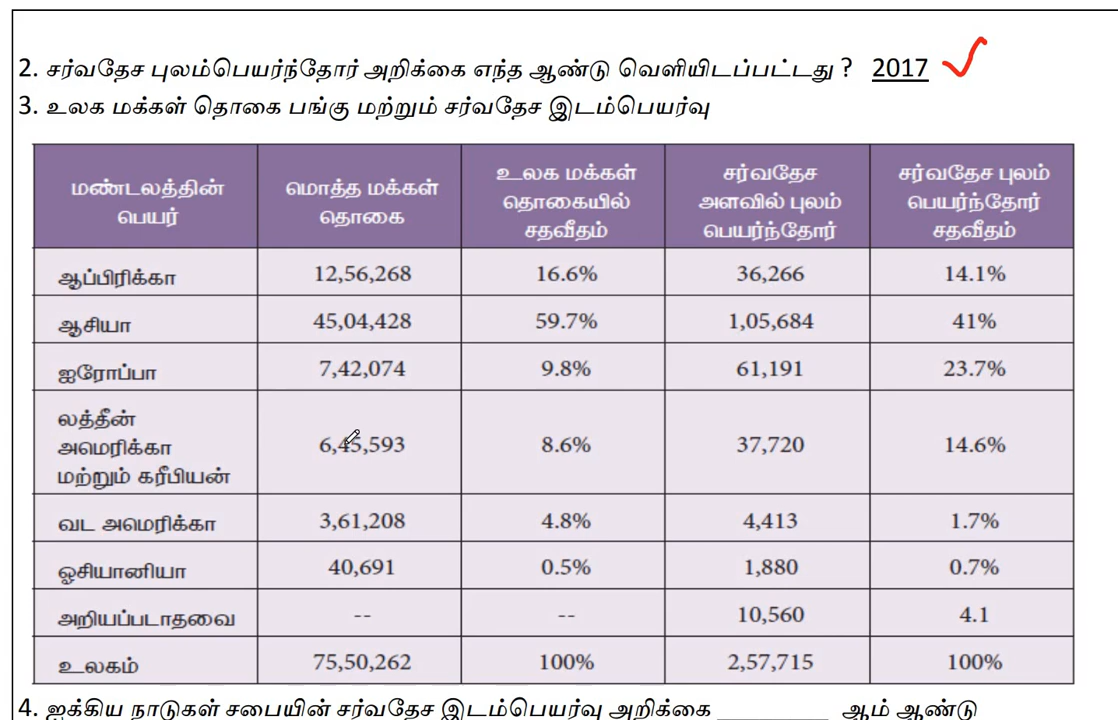 2. சர்வதேச புலம்பெயர்ந்தோர் அறிக்கை எந்த ஆண்டு வெளியிடப்பட்டது ? 2017
3. உலக மக்கள் தொகை பங்கு மற்றும் சர்வதேச இடம்பெயர்வு
மண்டலத்தின் பெயர் மொத்த மக்கள் தொகை உலக மக்கள் தொகையில் சதவீதம் சர்வதேச அளவில் புலம் பெயர்ந்தோர் சர்வதேச புலம் பெயர்ந்தோர் சதவீதம்
ஆப்பிரிக்கா 12,56,268 16.6% 36,266 14.1%
ஆசியா 45,04,428 59.7% 1,05,684 41%
ஐரோப்பா 7,42,074 9.8% 61,191 23.7%
லத்தீன் அமெரிக்கா மற்றும் கரீபியன் 6,45,593 8.6% 37,720 14.6%
வட அமெரிக்கா 3,61,208 4.8% 4,413 1.7%
ஓசியானியா 40,691 0.5% 1,880 0.7%
அறியப்படாதவை -- -- 10,560 4.1
உலகம் 75,50,262 100% 2,57,715 100%
4. ஐக்கிய நாடுகள் சபையின் சர்வதேச இடம்பெயர்வு அறிக்கை __________ ஆம் ஆண்டு